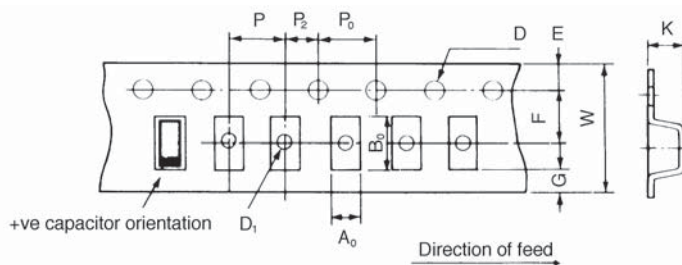 P P₂ P₀ D E K
F
W
B₀
G
+ve capacitor orientation D₁
A₀
Direction of feed